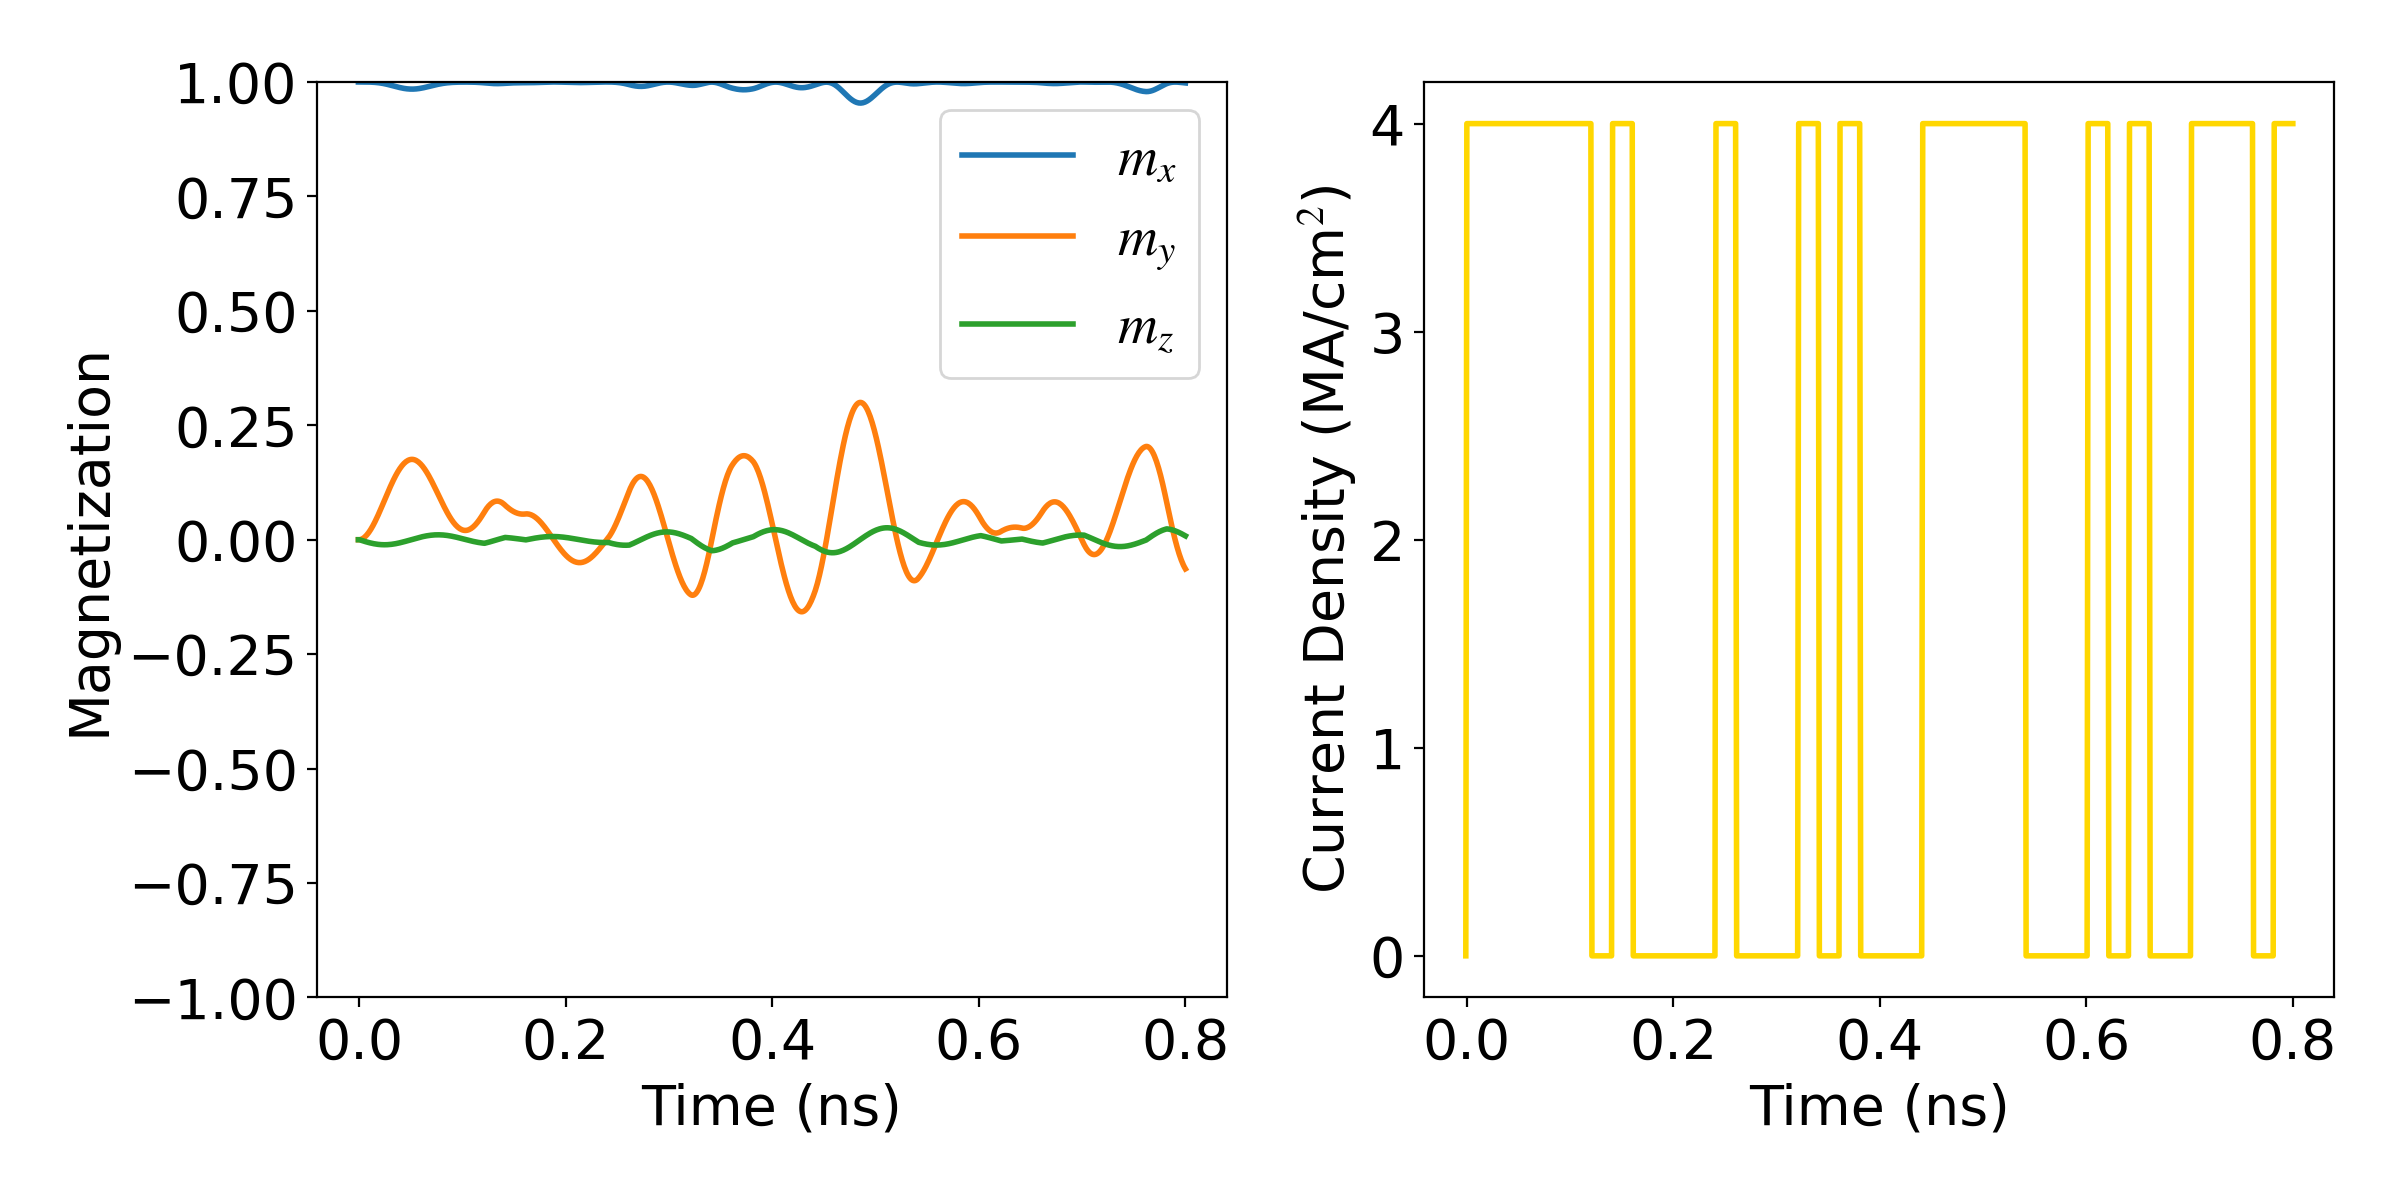 1.00
0.75
0.50
0.25
0.00
−0.25
−0.50
−0.75
−1.00
Magnetization
0.0 0.2 0.4 0.6 0.8
Time (ns)
m_x
m_y
m_z
4
3
2
1
0
Current Density (MA/cm²)
0.0 0.2 0.4 0.6 0.8
Time (ns)